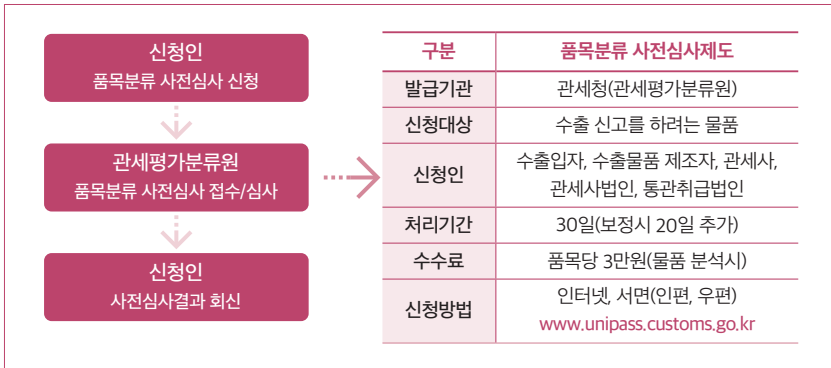 신청인
품목분류 사전심사 신청
관세평가분류원
품목분류 사전심사 접수/심사
신청인
사전심사결과 회신
구분 품목분류 사전심사제도
발급기관 관세청(관세평가분류원)
신청대상 수출 신고를 하려는 물품
신청인 수출입자, 수출물품 제조자, 관세사,
관세사법인, 통관취급법인
처리기간 30일(보정시 20일 추가)
수수료 품목당 3만원(물품 분석시)
신청방법 인터넷, 서면(인편, 우편)
www.unipass.customs.go.kr